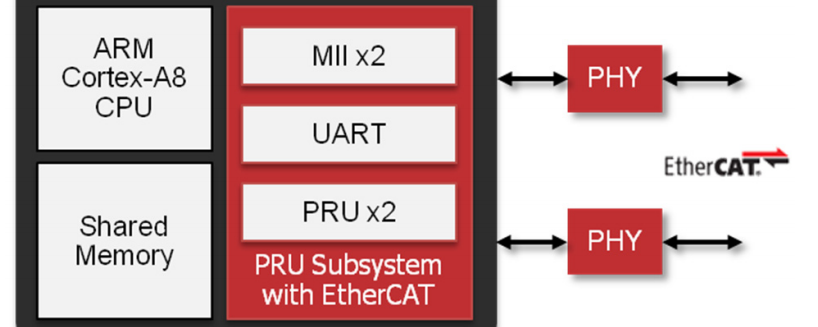 ARM
Cortex-A8
CPU
Shared
Memory
MII x2
UART
PRU x2
PRU Subsystem
with EtherCAT
PHY
EtherCAT.
PHY